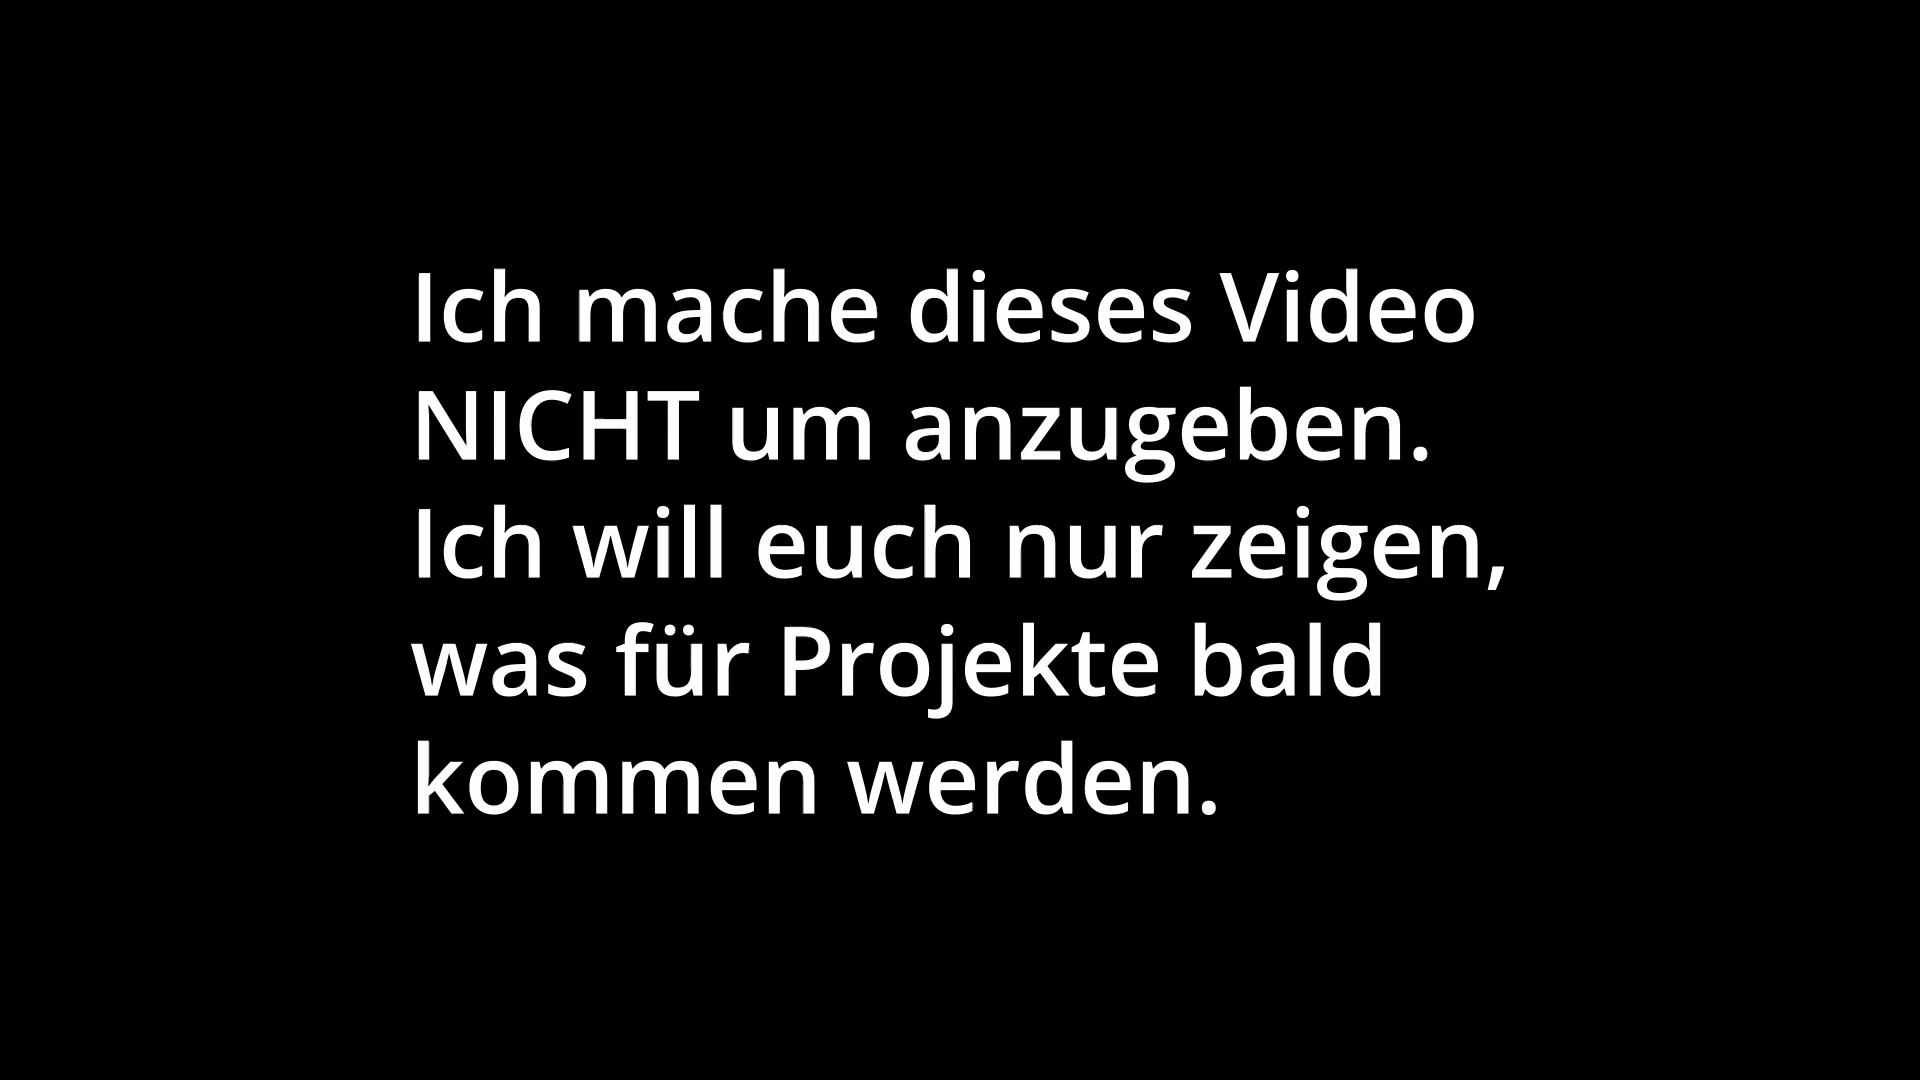 Ich mache dieses Video
NICHT um anzugeben.
Ich will euch nur zeigen,
was für Projekte bald
kommen werden.